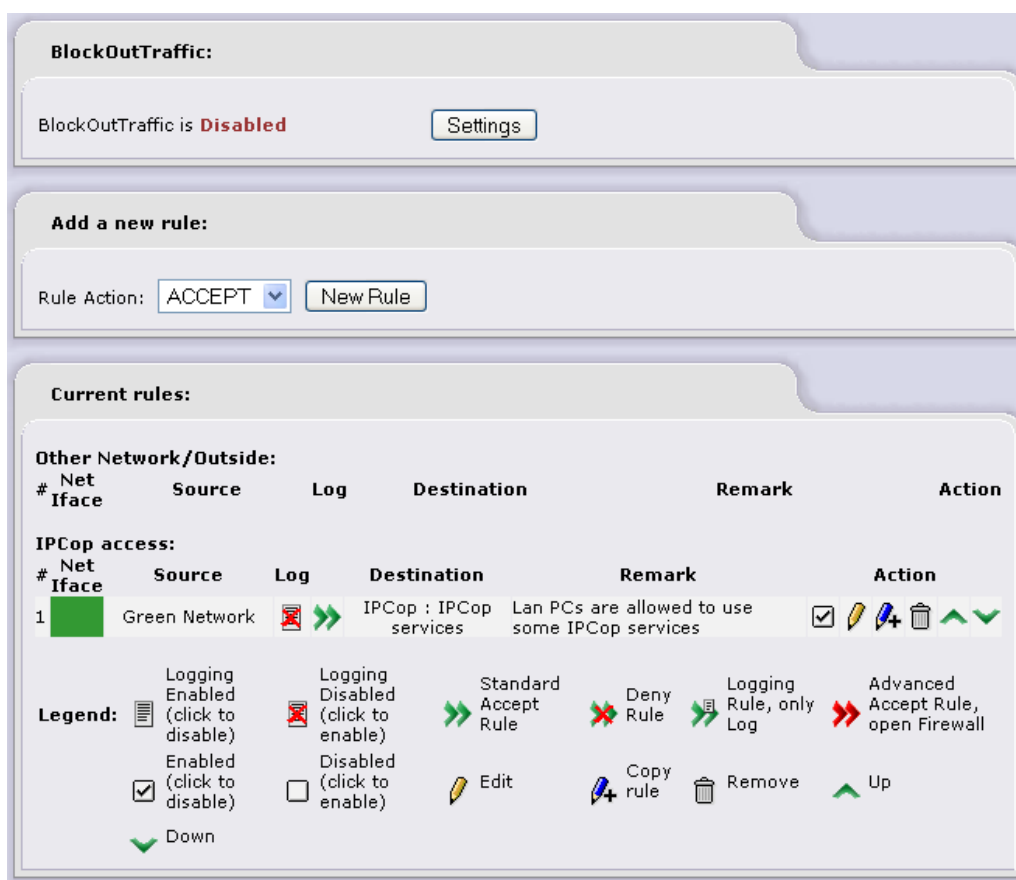 BlockOutTraffic:
BlockOutTraffic is Disabled
Settings
Add a new rule:
Rule Action:
ACCEPT
New Rule
Current rules:
Other Network/Outside:
# Net Iface Source Log Destination Remark Action
IPCop access:
# Net Iface Source Log Destination Remark Action
1 Green Network IPCop : IPCop services Lan PCs are allowed to use some IPCop services
Legend:
Logging Enabled (click to disable)
Logging Disabled (click to enable)
Standard Accept Rule
Deny Rule
Logging Rule, only Log
Advanced Accept Rule, open Firewall
Enabled (click to disable)
Disabled (click to enable)
Edit
Copy rule
Remove
Up
Down